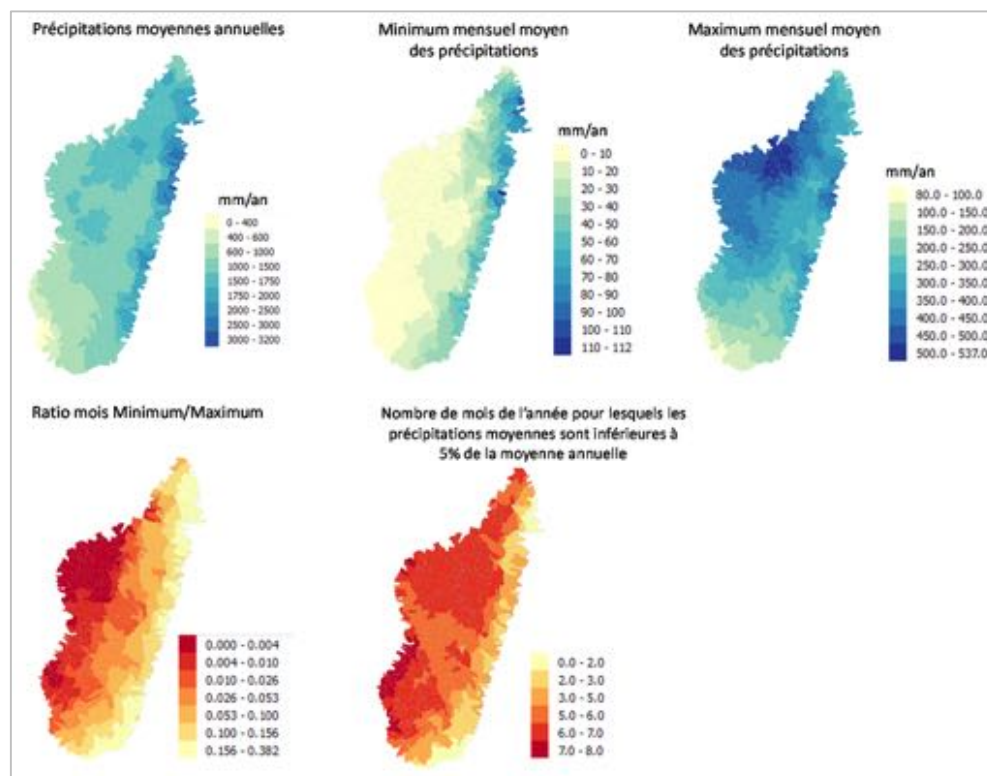 Précipitations moyennes annuelles
mm/an
0 - 400
400 - 600
600 - 1000
1000 - 1500
1500 - 1750
1750 - 2000
2000 - 2500
2500 - 3000
3000 - 3200
Minimum mensuel moyen
des précipitations
mm/an
0 - 10
10 - 20
20 - 30
30 - 40
40 - 50
50 - 60
60 - 70
70 - 80
80 - 90
90 - 100
100 - 110
110 - 112
Maximum mensuel moyen
des précipitations
mm/an
80.0 - 100.0
100.0 - 150.0
150.0 - 200.0
200.0 - 250.0
250.0 - 300.0
300.0 - 350.0
350.0 - 400.0
400.0 - 450.0
450.0 - 500.0
500.0 - 537.0
Ratio mois Minimum/Maximum
0.000 - 0.004
0.004 - 0.010
0.010 - 0.026
0.026 - 0.053
0.053 - 0.100
0.100 - 0.156
0.156 - 0.382
Nombre de mois de l'année pour lesquels les
précipitations moyennes sont inférieures à
5% de la moyenne annuelle
0.0 - 2.0
2.0 - 3.0
3.0 - 5.0
5.0 - 6.0
6.0 - 7.0
7.0 - 8.0